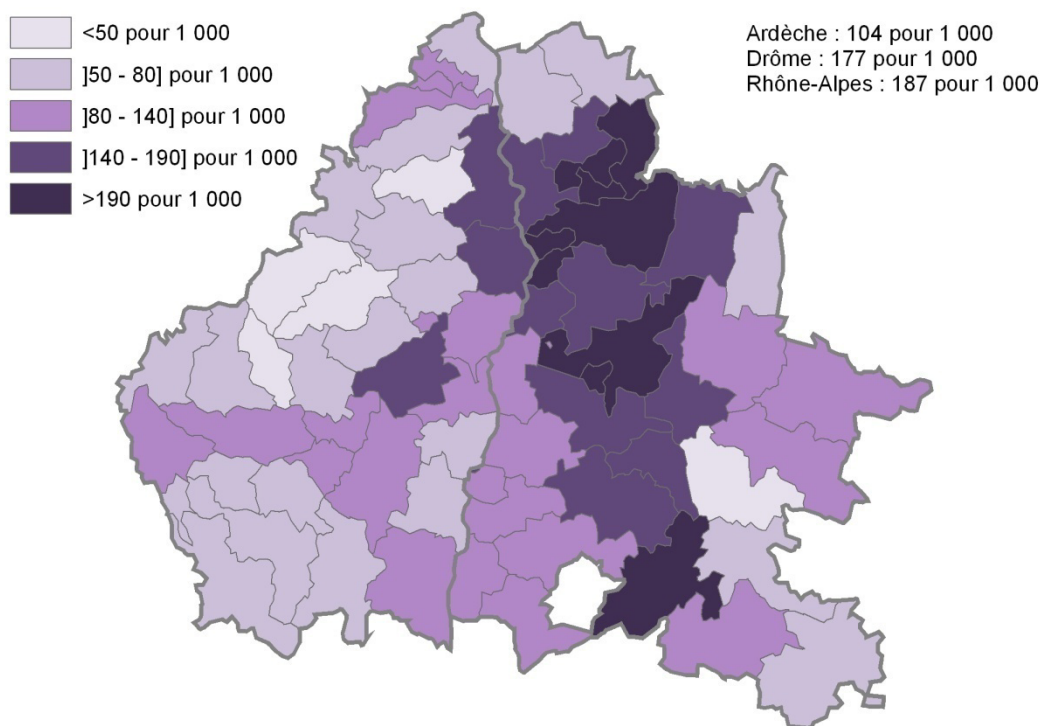 <50 pour 1 000
]50 - 80] pour 1 000
]80 - 140] pour 1 000
]140 - 190] pour 1 000
>190 pour 1 000
Ardèche : 104 pour 1 000
Drôme : 177 pour 1 000
Rhône-Alpes : 187 pour 1 000